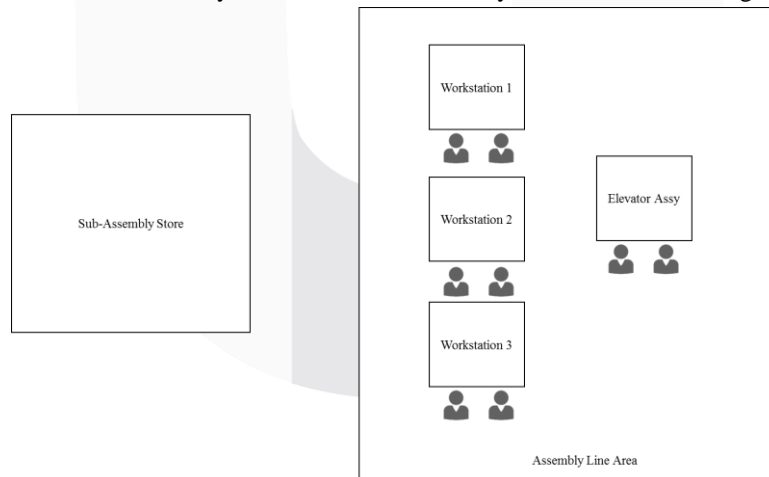 Sub-Assembly Store
Workstation 1
Workstation 2
Workstation 3
Elevator Assy
Assembly Line Area